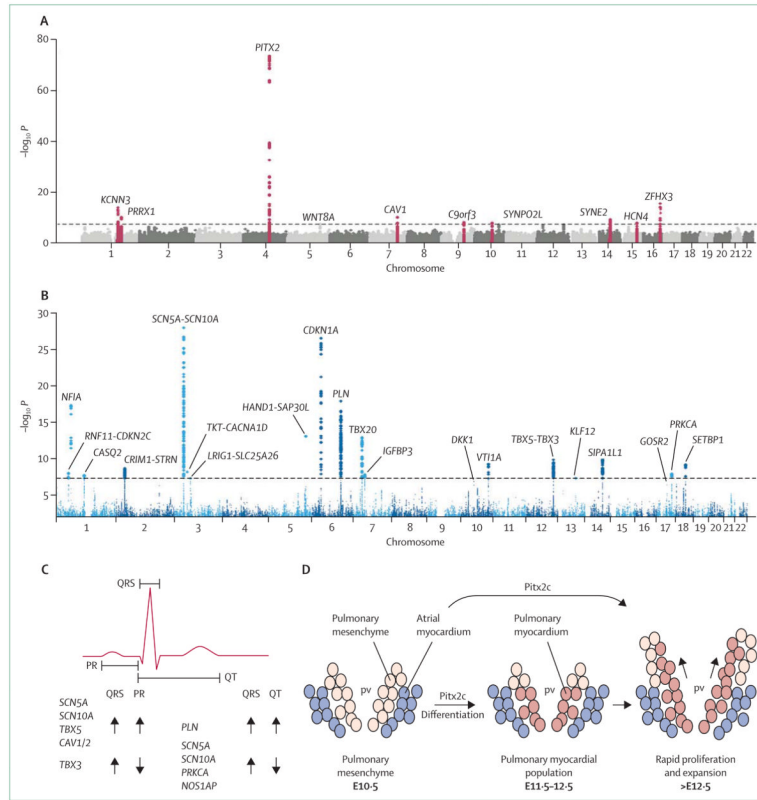 A
80
60
40
20
0
–log₁₀ P
PITX2
KCNN3
PRRX1
WNT8A
CAV1
C9orf3
SYNPO2L
SYNE2
HCN4
ZFHX3
1 2 3 4 5 6 7 8 9 10 11 12 13 14 15 16 17 18 19 20 21 22
Chromosome
B
30
25
20
15
10
5
–log₁₀ P
SCN5A-SCN10A
CDKN1A
NFIA
PLN
HAND1-SAP30L
TBX20
RNF11-CDKN2C
TKT-CACNA1D
CASQ2
CRIM1-STRN
LRIG1-SLC25A26
IGFBP3
DKK1
VTI1A
TBX5-TBX3
KLF12
SIPA1L1
GOSR2
PRKCA
SETBP1
1 2 3 4 5 6 7 8 9 10 11 12 13 14 15 16 17 18 19 20 21 22
Chromosome
C
QRS
PR
QT
QRS PR
SCN5A
SCN10A
TBX5
CAV1/2
TBX3
QRS QT
PLN
SCN5A
SCN10A
PRKCA
NOS1AP
D
Pitx2c
Pulmonary
mesenchyme
Atrial
myocardium
Pulmonary
myocardium
pv
Pitx2c
Differentiation
pv
pv
Pulmonary
mesenchyme
E10·5
Pulmonary myocardial
population
E11·5–12·5
Rapid proliferation
and expansion
>E12·5